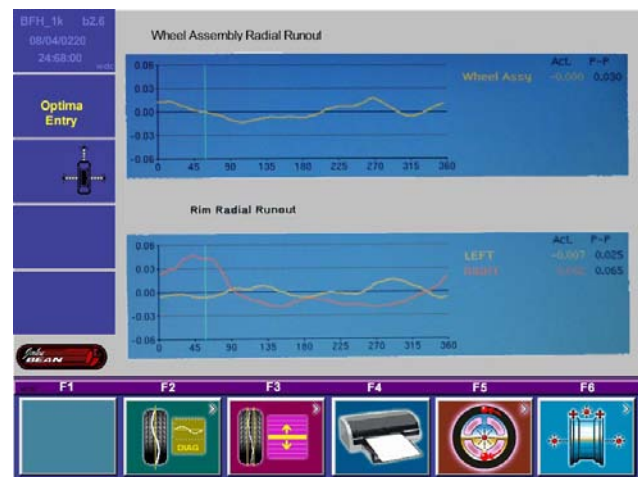 BFH_1k b2.6
08/04/0220
24:68:00
wdc
Optima
Entry
Wheel Assembly Radial Runout
Act. P-P
Wheel Assy -0.000 0.030
0.06
0.03
0.00
-0.03
-0.06
0 45 90 135 180 225 270 315 360
Rim Radial Runout
Act. P-P
LEFT -0.007 0.025
RIGHT 0.065
0.06
0.03
0.00
-0.03
-0.06
0 45 90 135 180 225 270 315 360
John
BEAN
F1 F2 F3 F4 F5 F6
DIAG